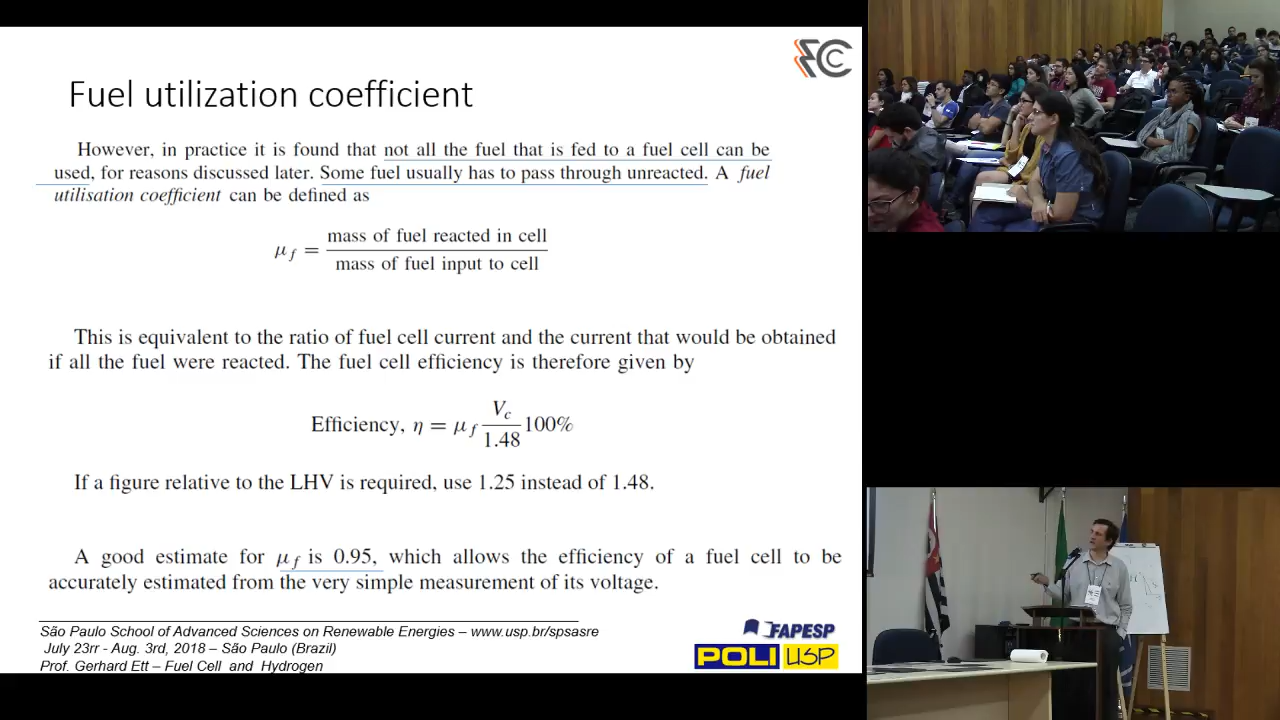 FCC
Fuel utilization coefficient
However, in practice it is found that not all the fuel that is fed to a fuel cell can be
used, for reasons discussed later. Some fuel usually has to pass through unreacted. A fuel
utilisation coefficient can be defined as
μf = mass of fuel reacted in cell / mass of fuel input to cell
This is equivalent to the ratio of fuel cell current and the current that would be obtained
if all the fuel were reacted. The fuel cell efficiency is therefore given by
Efficiency, η = μf Vc / 1.48 100%
If a figure relative to the LHV is required, use 1.25 instead of 1.48.
A good estimate for μf is 0.95, which allows the efficiency of a fuel cell to be
accurately estimated from the very simple measurement of its voltage.
São Paulo School of Advanced Sciences on Renewable Energies – www.usp.br/spsasre
July 23rr - Aug. 3rd, 2018 – São Paulo (Brazil)
Prof. Gerhard Ett – Fuel Cell and Hydrogen
FAPESP
POLI USP